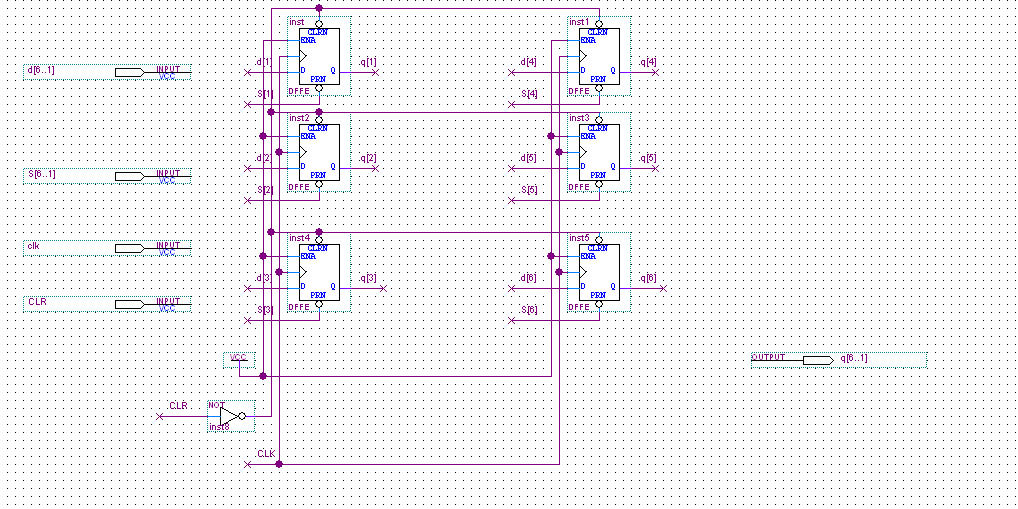 inst
CLRN
ENA
d[1]
D
Q
q[1]
PRN
S[1]
DFFE
inst1
CLRN
ENA
d[4]
D
Q
q[4]
PRN
S[4]
DFFE
d[6..1]
INPUT
VCC
inst2
CLRN
ENA
d[2]
D
Q
q[2]
PRN
S[2]
DFFE
inst3
CLRN
ENA
d[5]
D
Q
q[5]
PRN
S[5]
DFFE
S[6..1]
INPUT
VCC
inst4
CLRN
ENA
d[3]
D
Q
q[3]
PRN
S[3]
DFFE
inst5
CLRN
ENA
d[6]
D
Q
q[6]
PRN
S[6]
DFFE
clk
INPUT
VCC
CLR
INPUT
VCC
VCC
OUTPUT
q[6..1]
CLR
NOT
inst8
CLK